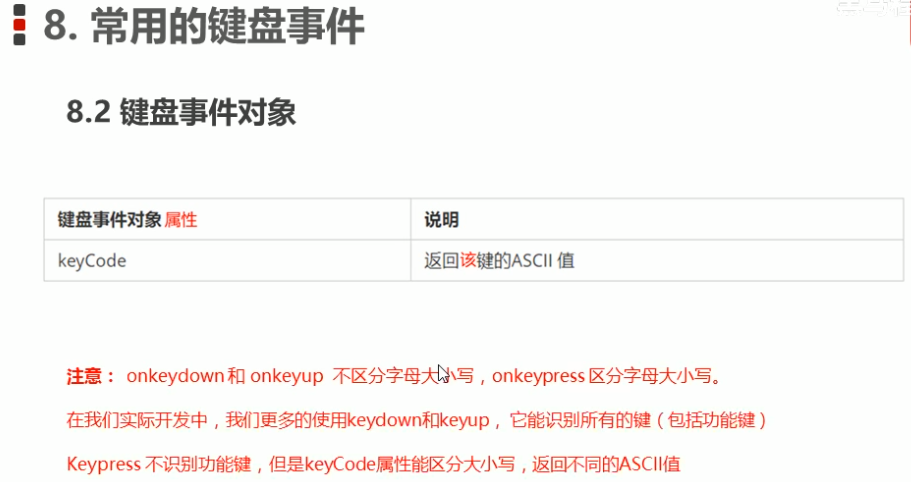 8. 常用的键盘事件
8.2 键盘事件对象
键盘事件对象 属性 说明
keyCode 返回该键的ASCII 值
注意： onkeydown 和 onkeyup 不区分字母大小写，onkeypress 区分字母大小写。
在我们实际开发中，我们更多的使用keydown和keyup， 它能识别所有的键（包括功能键）
Keypress 不识别功能键，但是keyCode属性能区分大小写，返回不同的ASCII值